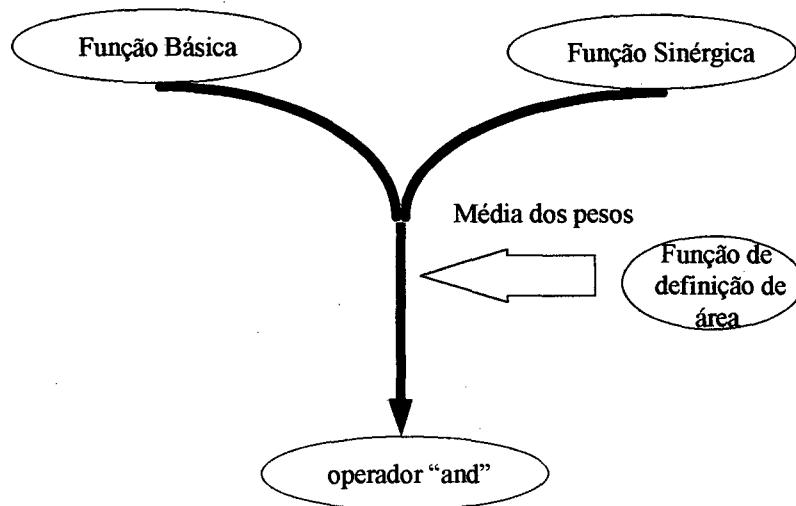 Função Básica
Função Sinérgica
Média dos pesos
Função de
definição de
área
operador “and”